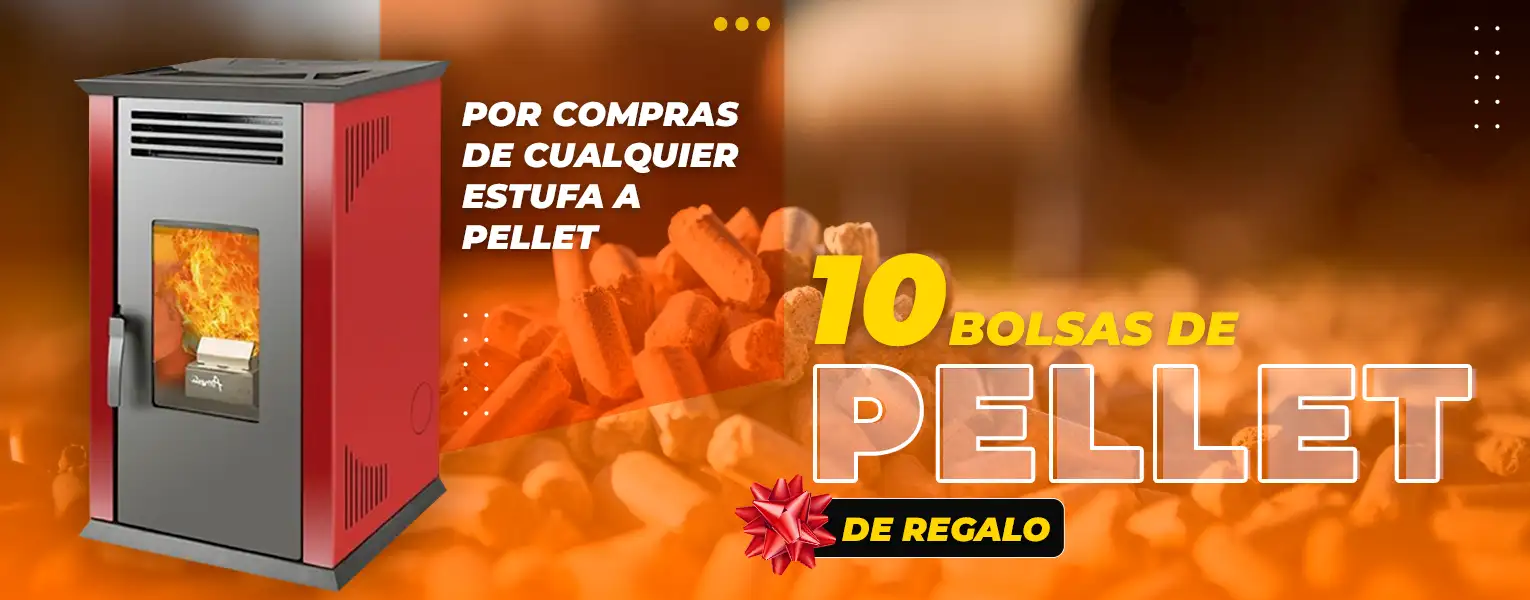 POR COMPRAS
DE CUALQUIER
ESTUFA A
PELLET
10 BOLSAS DE
PELLET
DE REGALO